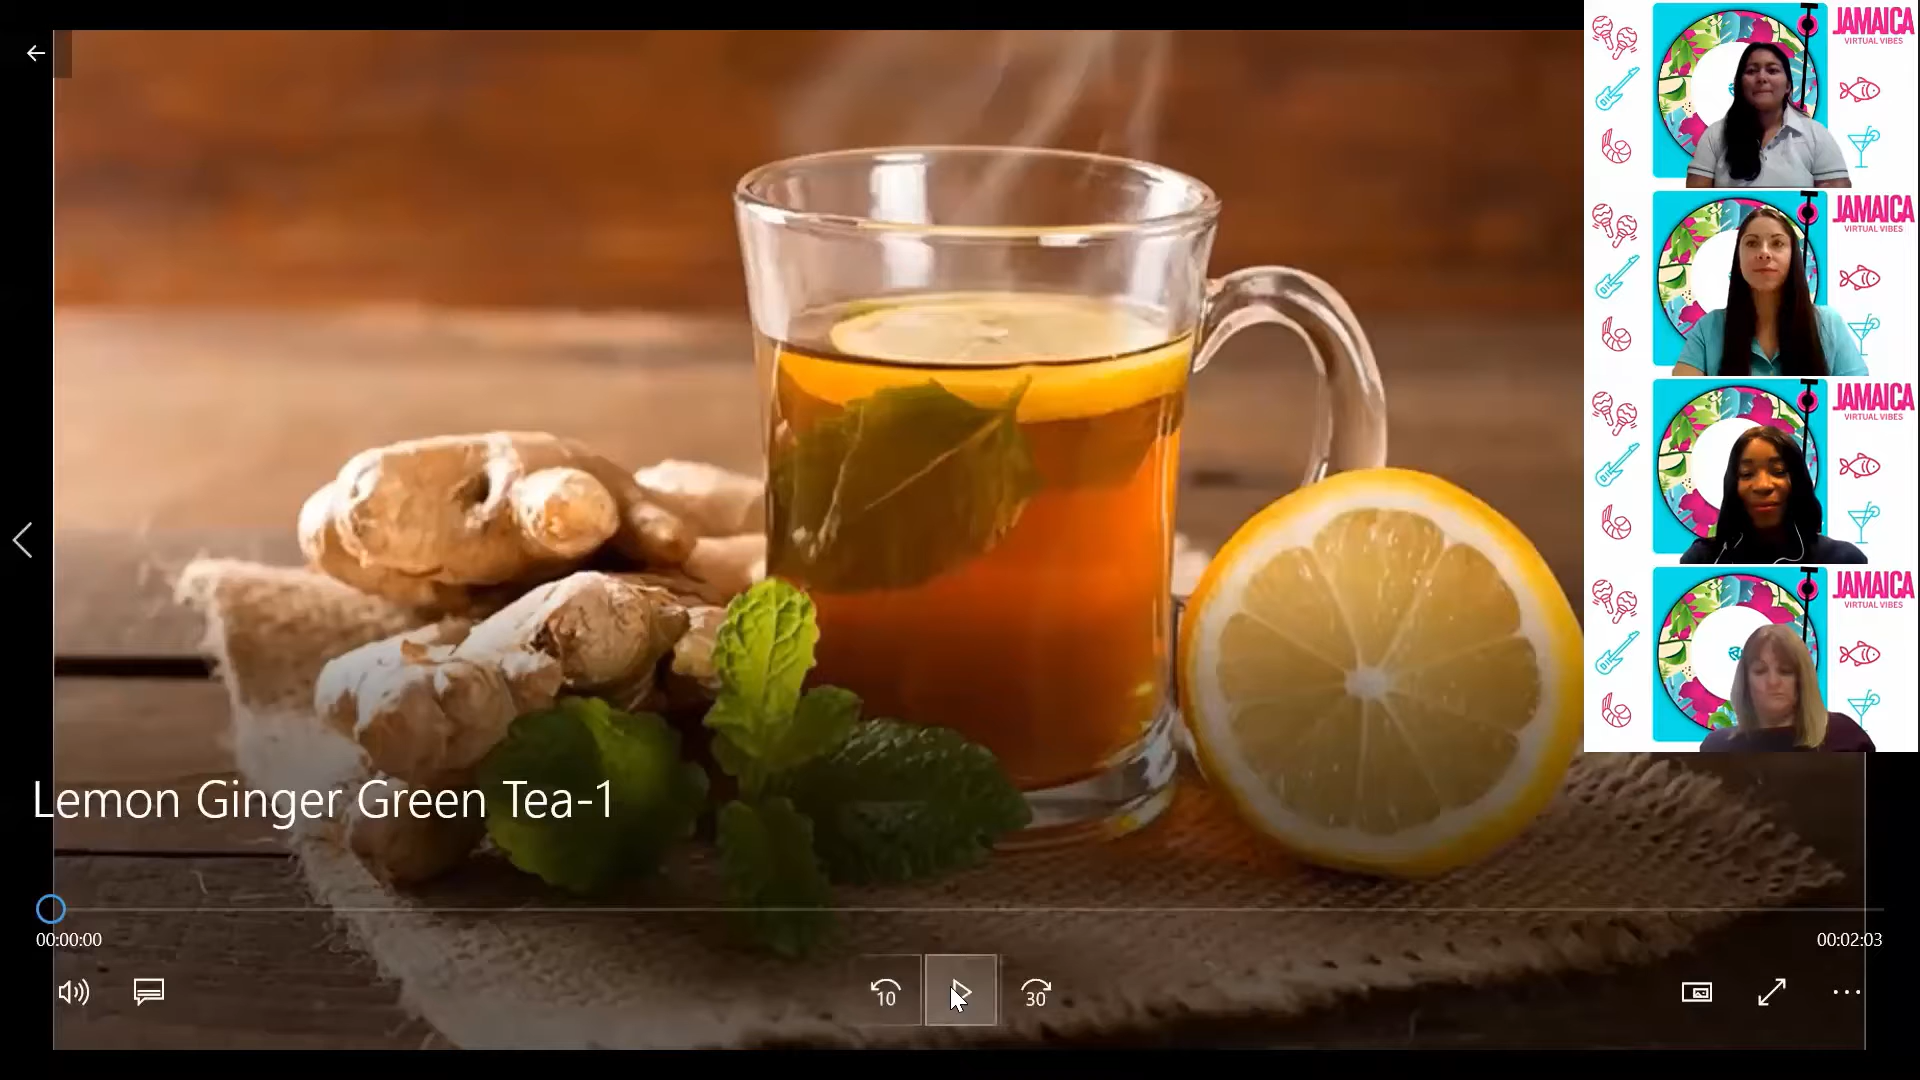 JAMAICA
VIRTUAL VIBES
JAMAICA
VIRTUAL VIBES
JAMAICA
VIRTUAL VIBES
JAMAICA
VIRTUAL VIBES
Lemon Ginger Green Tea-1
00:00:00
00:02:03
10
30